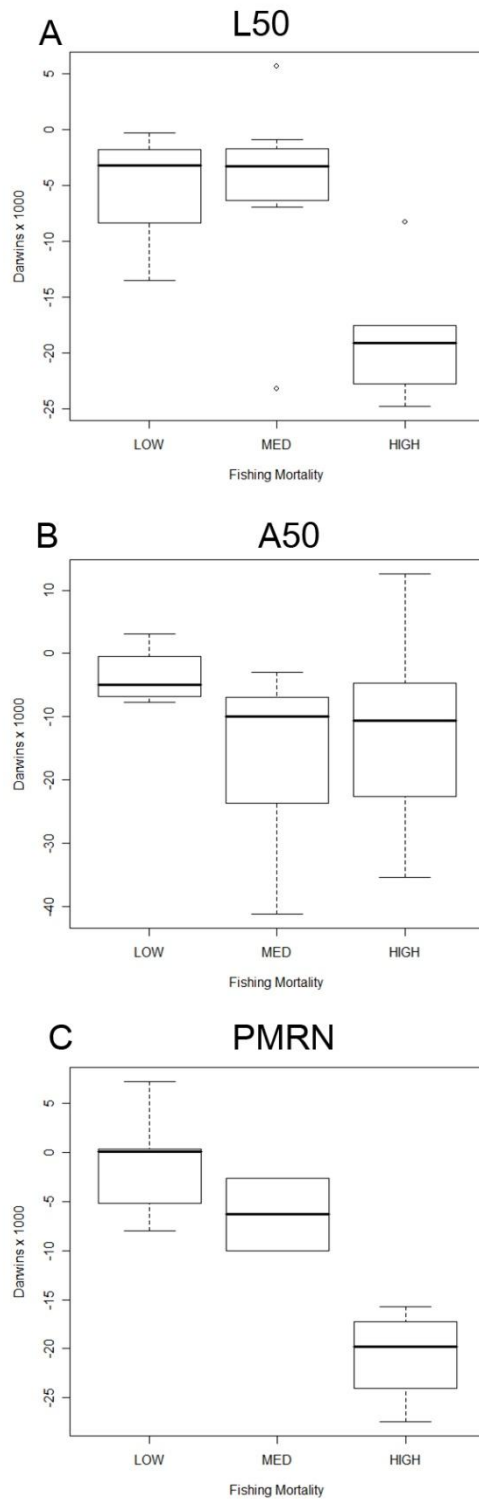 A L50
5
0
-5
-10
-15
-20
-25
Darwins x 1000
LOW MED HIGH
Fishing Mortality
B A50
10
0
-10
-20
-30
-40
Darwins x 1000
LOW MED HIGH
Fishing Mortality
C PMRN
5
0
-5
-10
-15
-20
-25
Darwins x 1000
LOW MED HIGH
Fishing Mortality